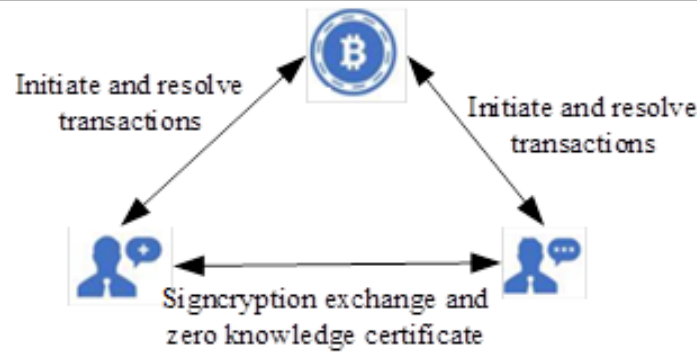 Initiate and resolve
transactions
Initiate and resolve
transactions
Signcryption exchange and
zero knowledge certificate